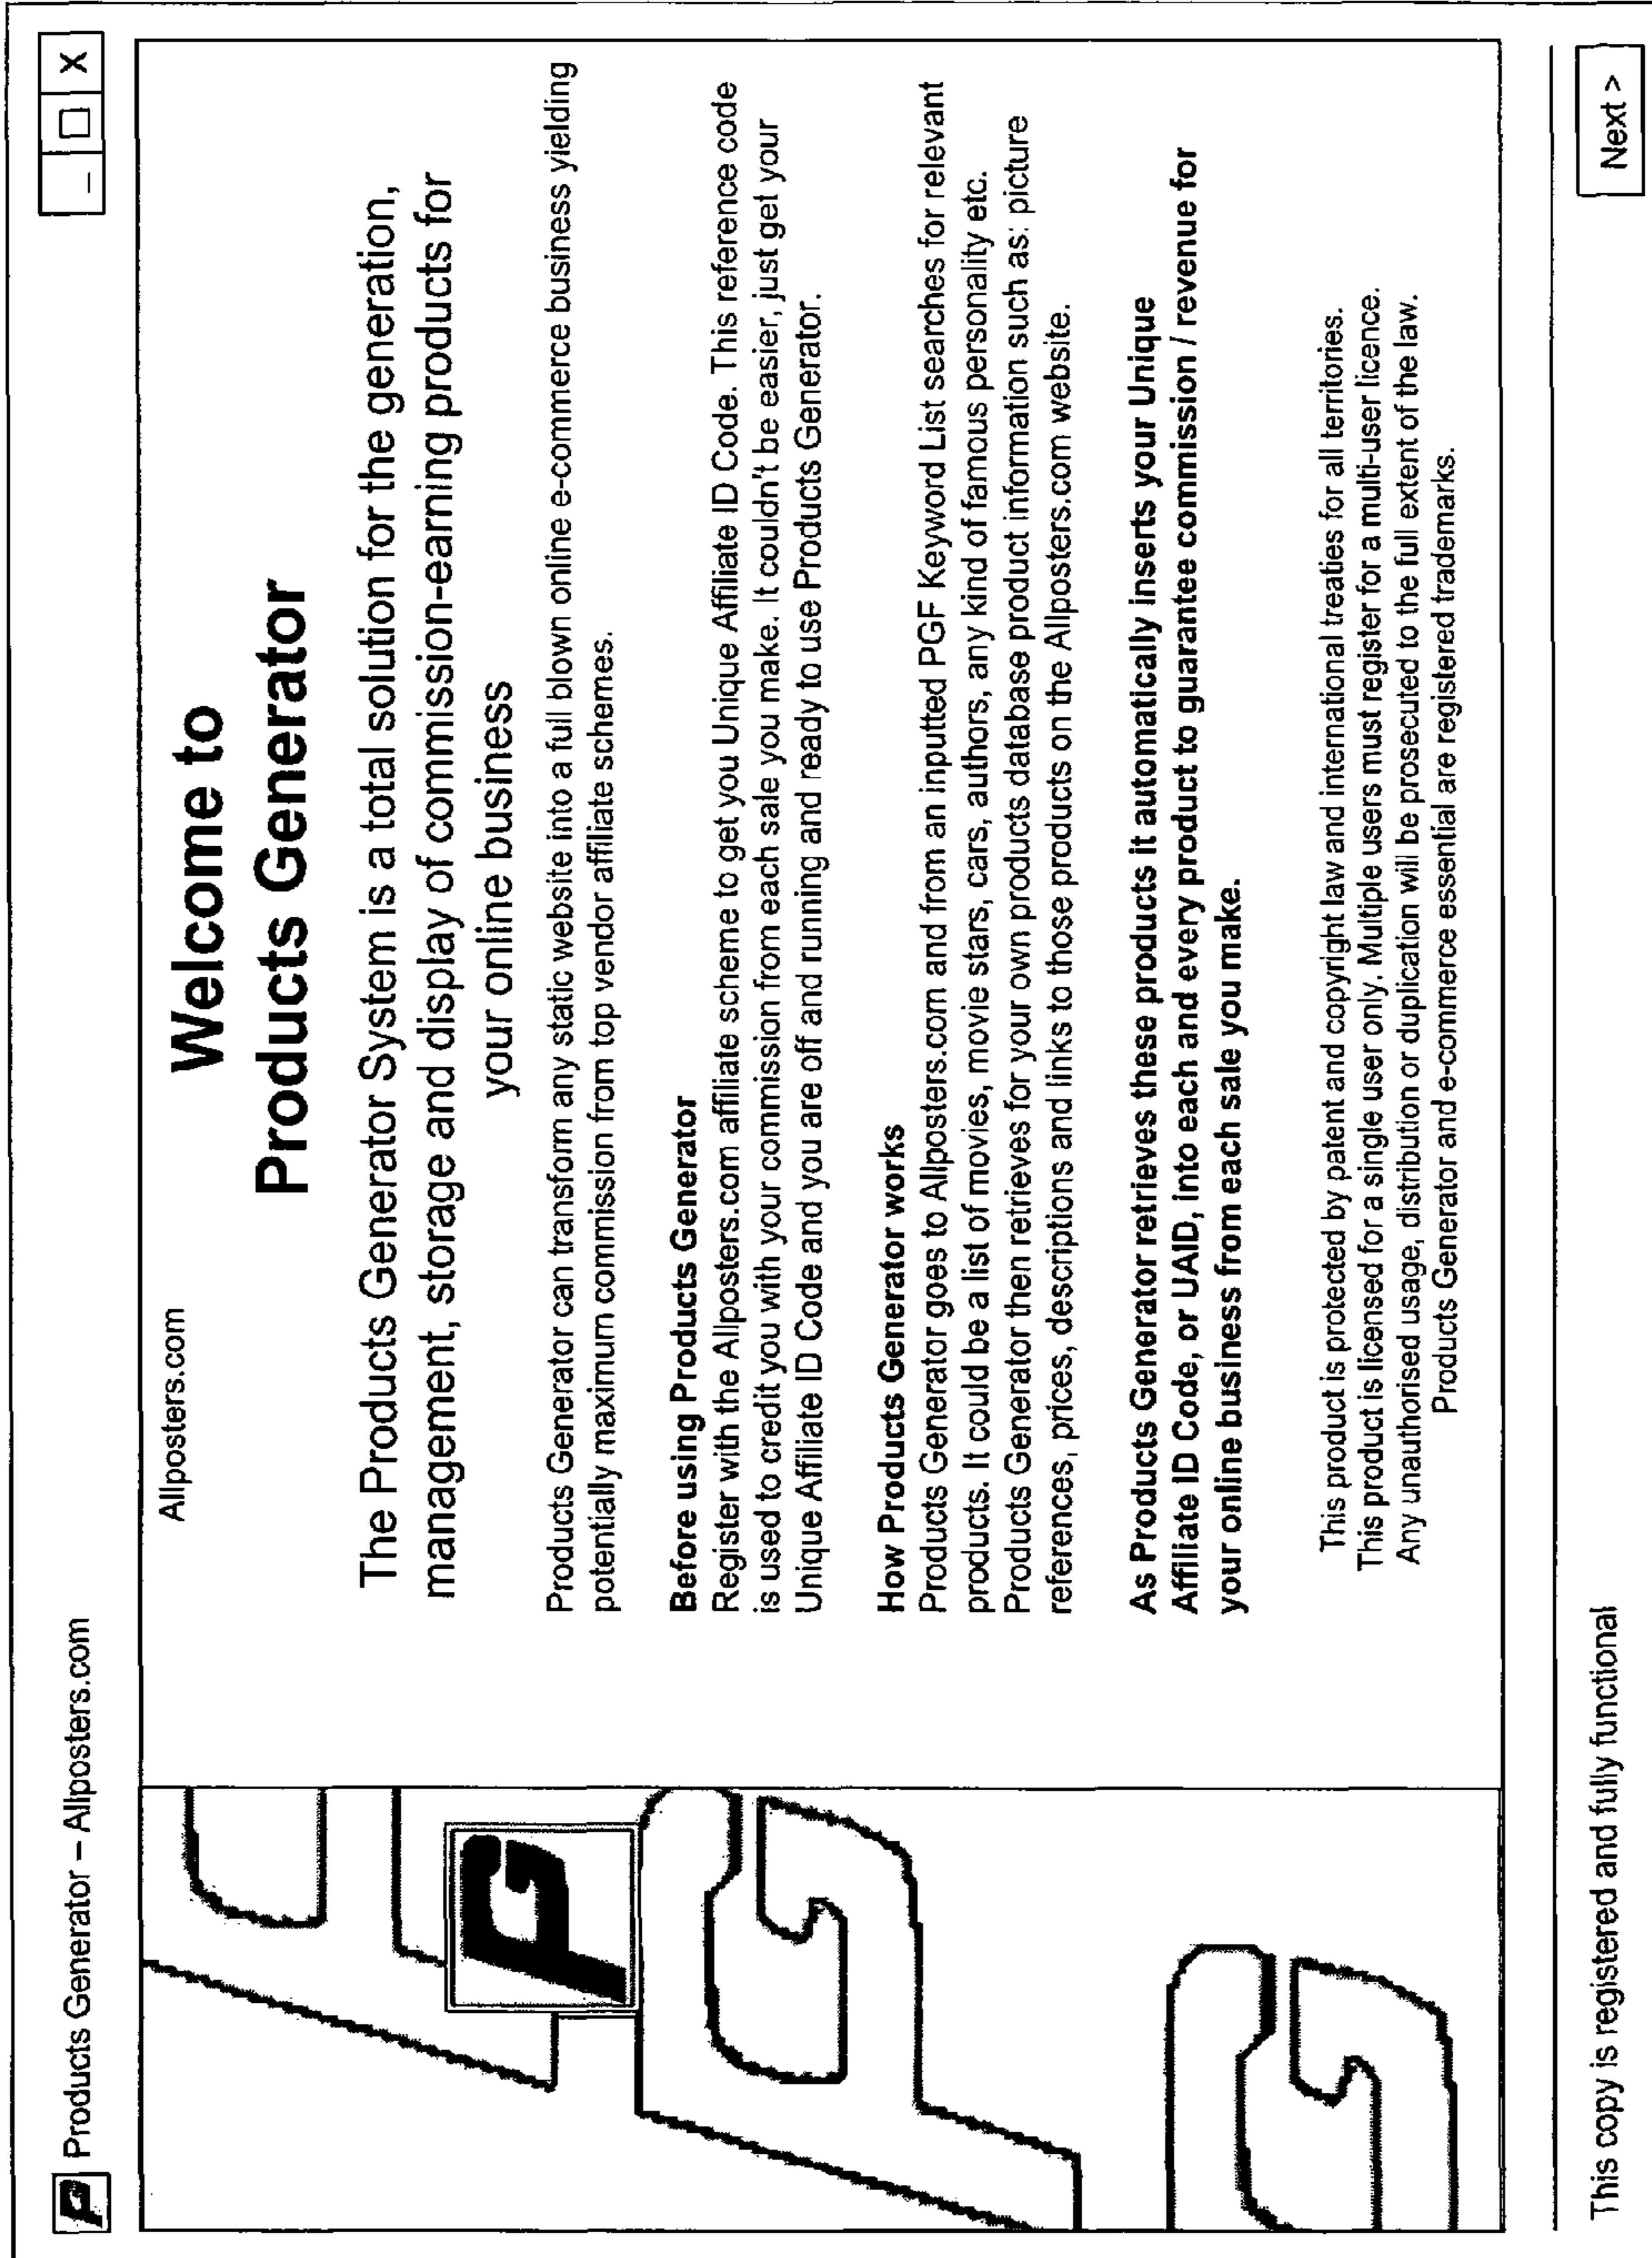 Products Generator – Allposters.com
_ □ X
Allposters.com
Welcome to
Products Generator
The Products Generator System is a total solution for the generation,
management, storage and display of commission-earning products for
your online business
Products Generator can transform any static website into a full blown online e-commerce business yielding
potentially maximum commission from top vendor affiliate schemes.
Before using Products Generator
Register with the Allposters.com affiliate scheme to get you Unique Affiliate ID Code. This reference code
is used to credit you with your commission from each sale you make. It couldn't be easier, just get your
Unique Affiliate ID Code and you are off and running and ready to use Products Generator.
How Products Generator works
Products Generator goes to Allposters.com and from an inputted PGF Keyword List searches for relevant
products. It could be a list of movies, movie stars, cars, authors, any kind of famous personality etc.
Products Generator then retrieves for your own products database product information such as: picture
references, prices, descriptions and links to those products on the Allposters.com website.
As Products Generator retrieves these products it automatically inserts your Unique
Affiliate ID Code, or UAID, into each and every product to guarantee commission / revenue for
your online business from each sale you make.
This product is protected by patent and copyright law and international treaties for all territories.
This product is licensed for a single user only. Multiple users must register for a multi-user licence.
Any unauthorised usage, distribution or duplication will be prosecuted to the full extent of the law.
Products Generator and e-commerce essential are registered trademarks.
This copy is registered and fully functional
Next >